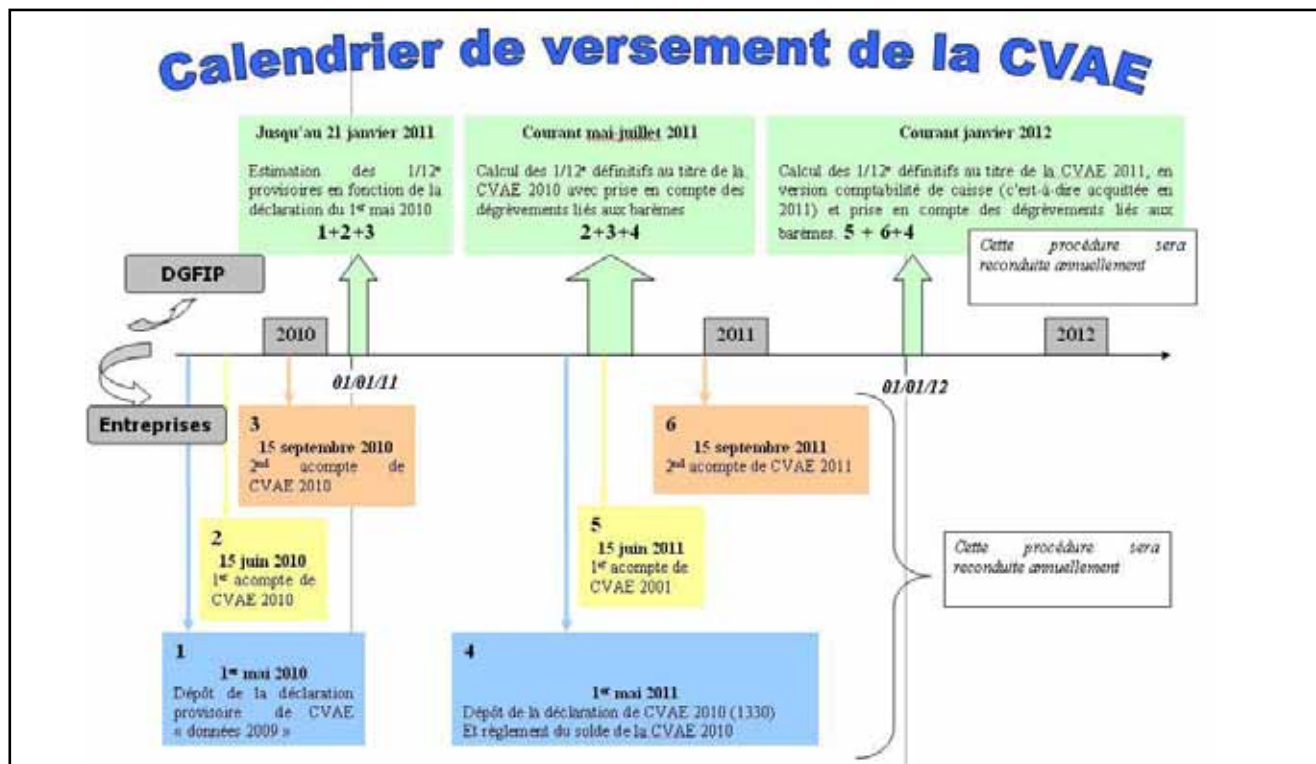 Calendrier de versement de la CVAE
Jusqu'au 21 janvier 2011
Estimation des 1/12e
provisoires en fonction de la
déclaration du 1er mai 2010
1+2+3
Courant mai-juillet 2011
Calcul des 1/12e définitifs au titre de la
CVAE 2010 avec prise en compte des
dégrèvements liés aux barèmes
2+3+4
Courant janvier 2012
Calcul des 1/12e définitifs au titre de la CVAE 2011, en
version comptabilité de caisse (c'est-à-dire acquittée en
2011) et prise en compte des dégrèvements liés aux
barèmes. 5 + 6+4
Cette procédure sera
reconduite annuellement
DGFIP
2010
2011
2012
01/01/11
01/01/12
Entreprises
3
15 septembre 2010
2nd acompte de
CVAE 2010
6
15 septembre 2011
2nd acompte de CVAE 2011
2
15 juin 2010
1er acompte de
CVAE 2010
5
15 juin 2011
1er acompte de
CVAE 2001
Cette procédure sera
reconduite annuellement
1
1er mai 2010
Dépôt de la déclaration
provisoire de CVAE
« données 2009 »
4
1er mai 2011
Dépôt de la déclaration de CVAE 2010 (1330)
Et règlement du solde de la CVAE 2010